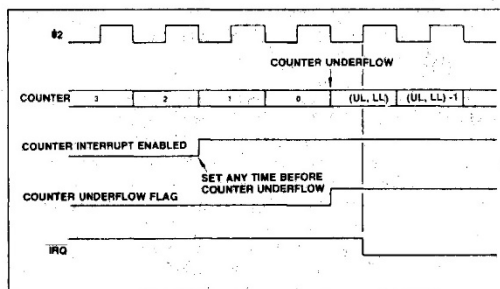 φ2
COUNTER UNDERFLOW
COUNTER
3 2 1 0 (UL, LL) (UL, LL) -1
COUNTER INTERRUPT ENABLED
SET ANY TIME BEFORE
COUNTER UNDERFLOW
COUNTER UNDERFLOW FLAG
IRQ